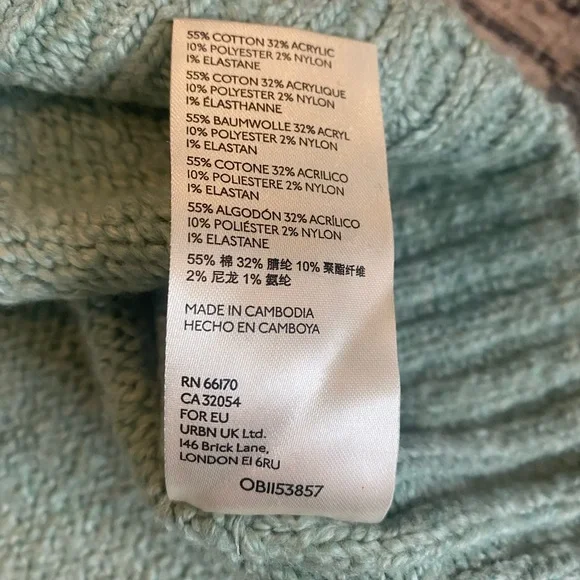 55% COTTON 32% ACRYLIC
10% POLYESTER 2% NYLON
1% ELASTANE
55% COTON 32% ACRYLIQUE
10% POLYESTER 2% NYLON
1% ÉLASTHANNE
55% BAUMWOLLE 32% ACRYL
10% POLYESTER 2% NYLON
1% ELASTAN
55% COTONE 32% ACRILICO
10% POLIESTERE 2% NYLON
1% ELASTAN
55% ALGODÓN 32% ACRÍLICO
10% POLIÉSTER 2% NYLON
1% ELASTANE
55% 棉 32% 腈纶 10% 聚酯纤维
2% 尼龙 1% 氨纶
MADE IN CAMBODIA
HECHO EN CAMBOYA
RN 66170
CA 32054
FOR EU
URBN UK Ltd.
146 Brick Lane,
LONDON E1 6RU
OB1153857